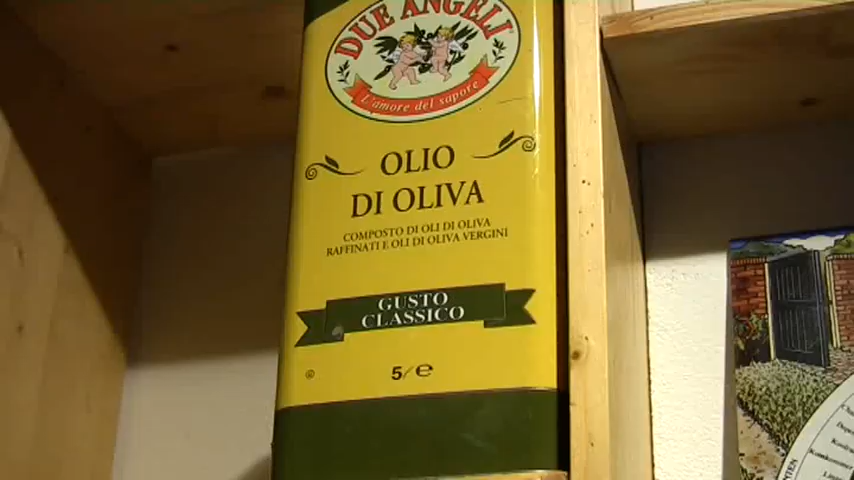 DUE ANGELI
L'amore del sapore
OLIO
DI OLIVA
COMPOSTO DI OLI DI OLIVA
RAFFINATI E OLI DI OLIVA VERGINI
GUSTO
CLASSICO
5 ℓ ℮